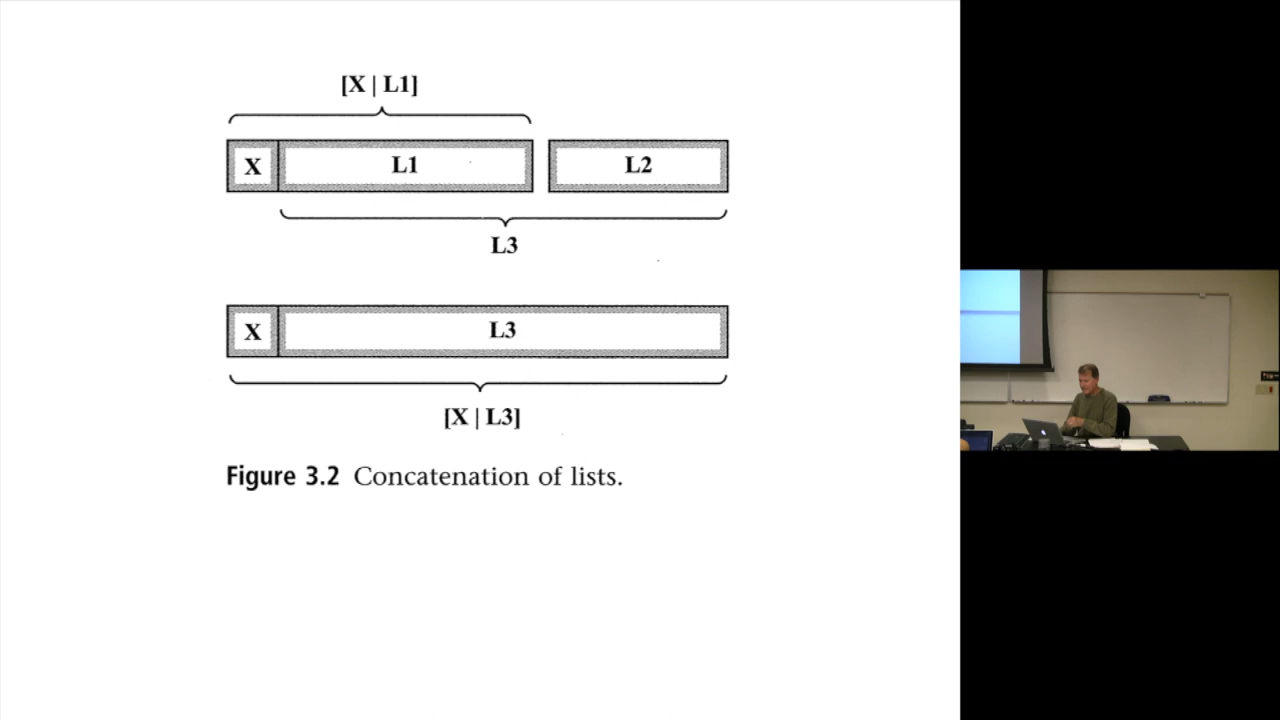 [X | L1]
X L1 L2
L3
X L3
[X | L3]
Figure 3.2 Concatenation of lists.